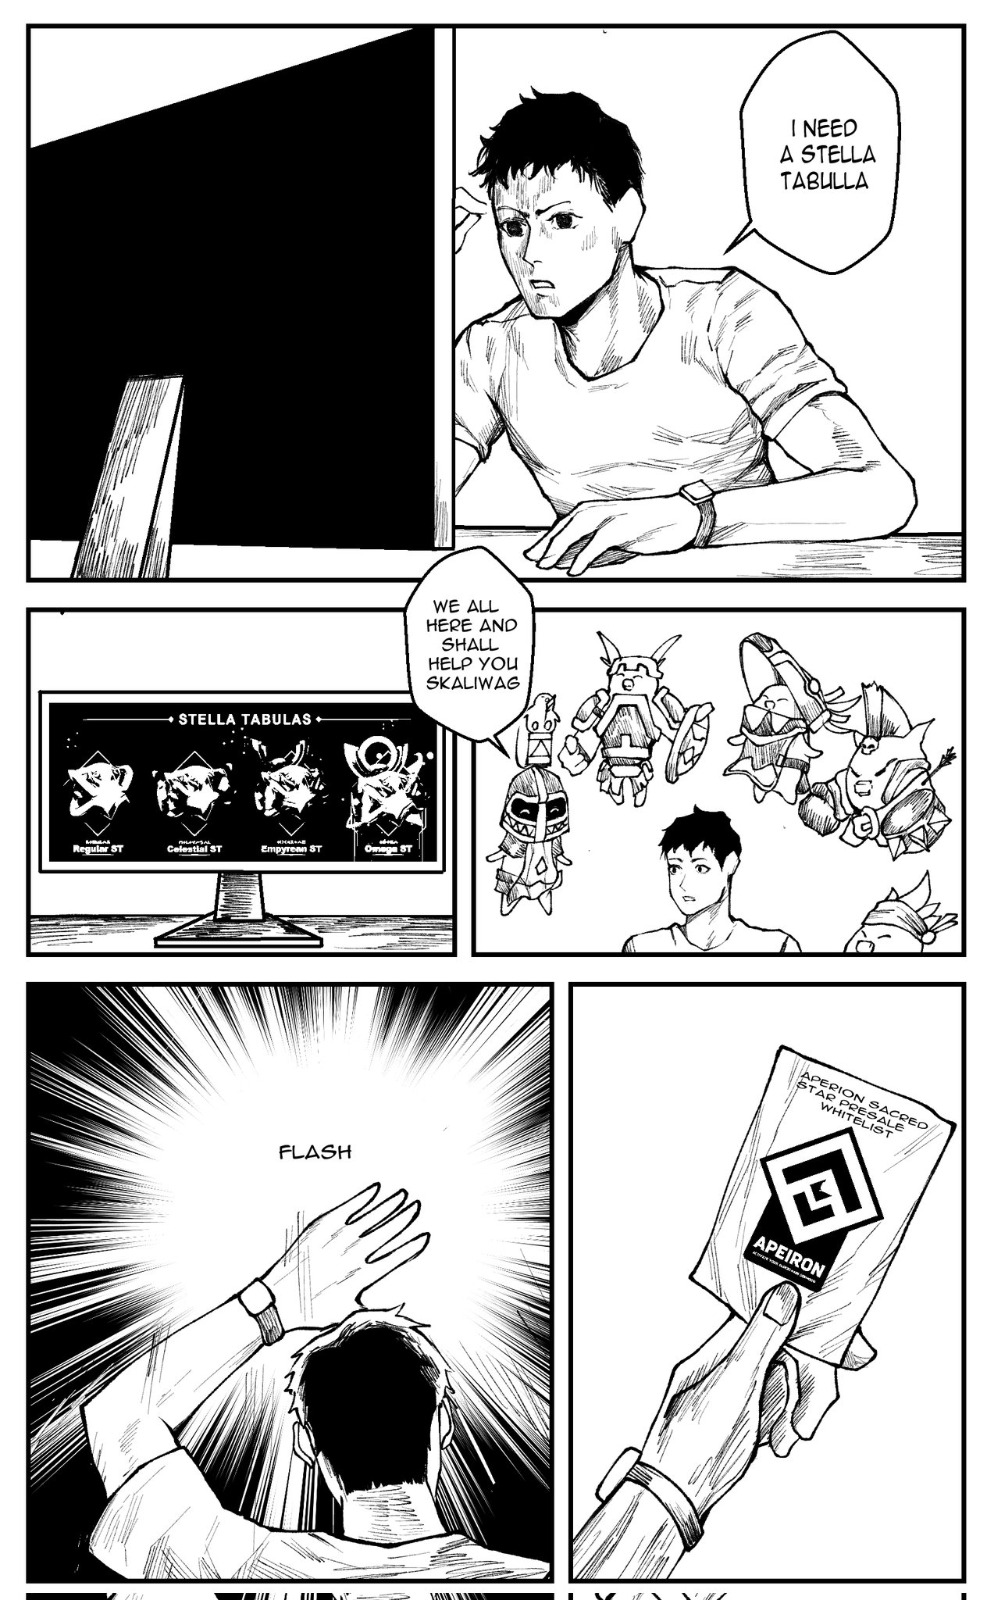 I NEED
A STELLA
TABULLA
WE ALL
HERE AND
SHALL
HELP YOU
SKALIWAG
STELLA TABULAS
Regular ST
Celestial ST
Empyrean ST
Omega ST
FLASH
APERION SACRED
STAR PRESALE
WHITELIST
APEIRON